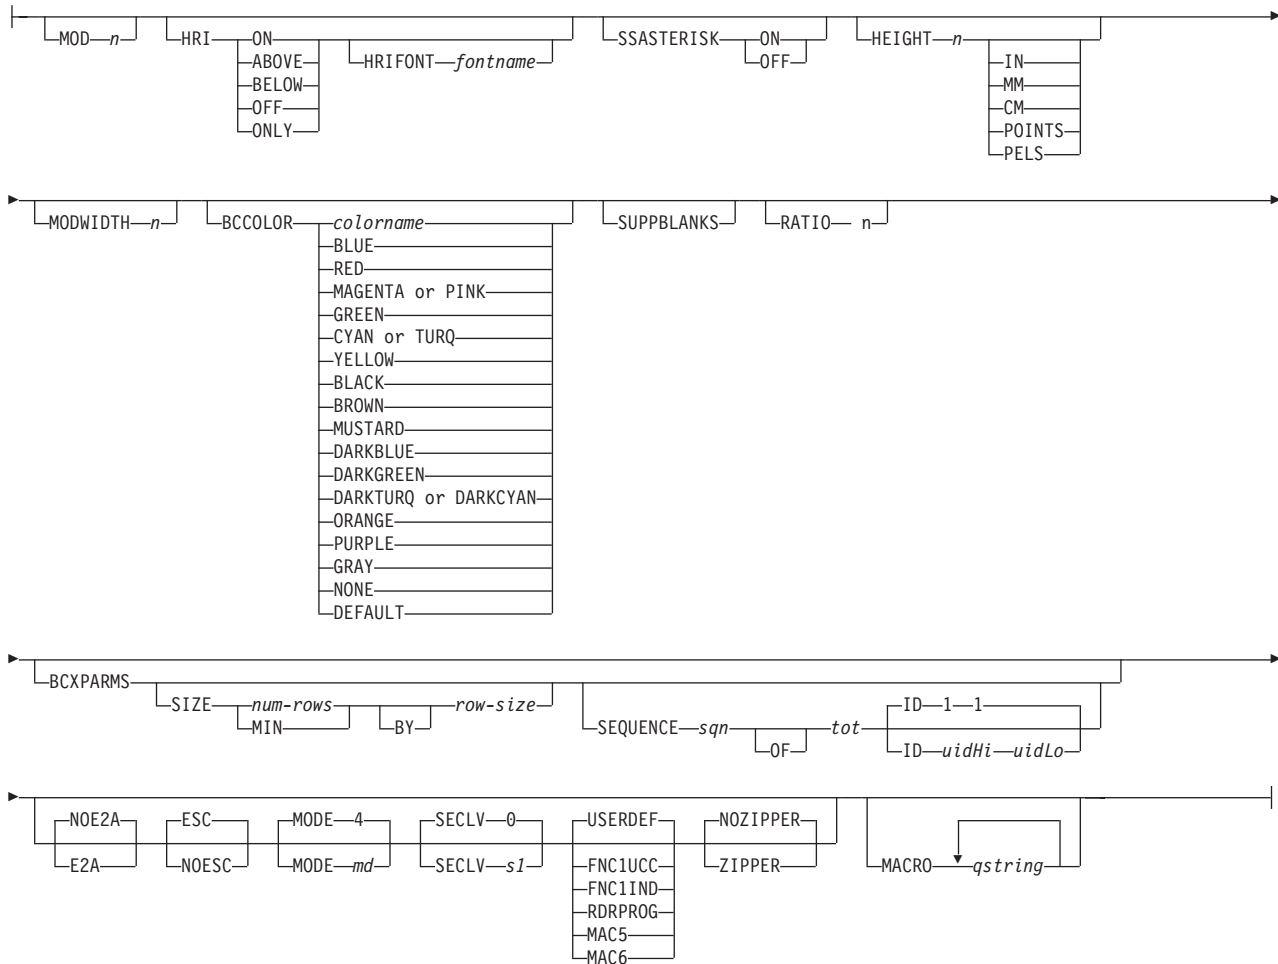 MOD n HRI ON SSASTERISK ON HEIGHT n
ABOVE HRIFONT fontname OFF IN
BELOW MM
OFF CM
ONLY POINTS
PELS
MODWIDTH n BCCOLOR colorname SUPPBLANKS RATIO n
BLUE
RED
MAGENTA or PINK
GREEN
CYAN or TURQ
YELLOW
BLACK
BROWN
MUSTARD
DARKBLUE
DARKGREEN
DARKTURQ or DARKCYAN
ORANGE
PURPLE
GRAY
NONE
DEFAULT
BCXPARMS
SIZE num-rows row-size ID 1 1
MIN BY SEQUENCE sqn tot
OF ID uidHi uidLo
NOE2A ESC MODE 4 SECLV 0 USERDEF NOZIPPER
E2A NOESC MODE md SECLV sl FNC1UCC ZIPPER MACRO qstring
FNC1IND
RDRPROG
MAC5
MAC6